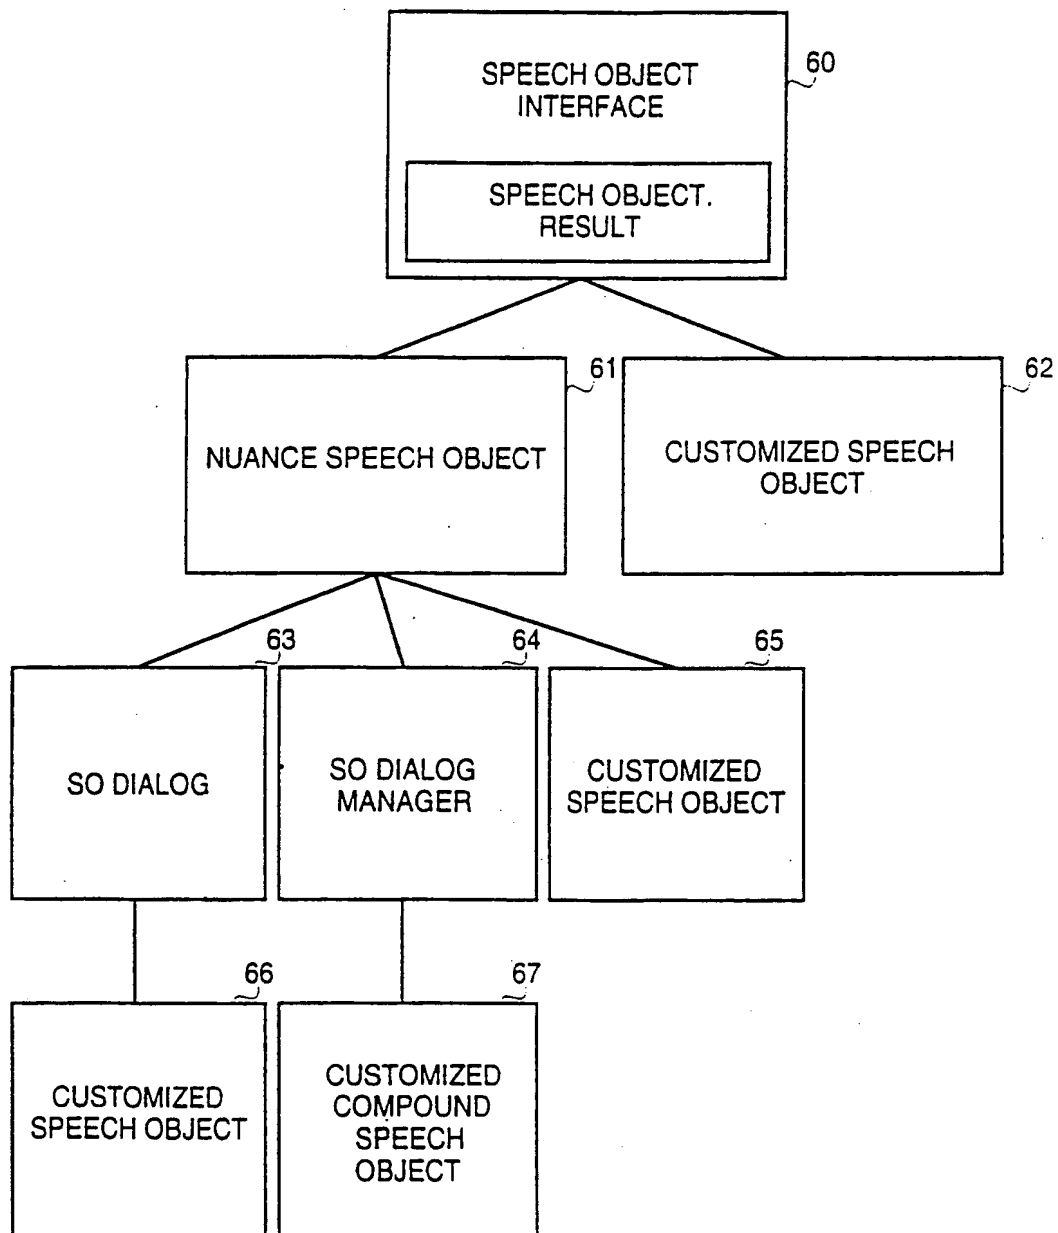 60
SPEECH OBJECT
INTERFACE
SPEECH OBJECT.
RESULT
61
NUANCE SPEECH OBJECT
62
CUSTOMIZED SPEECH
OBJECT
63
SO DIALOG
64
SO DIALOG
MANAGER
65
CUSTOMIZED
SPEECH OBJECT
66
CUSTOMIZED
SPEECH OBJECT
67
CUSTOMIZED
COMPOUND
SPEECH
OBJECT